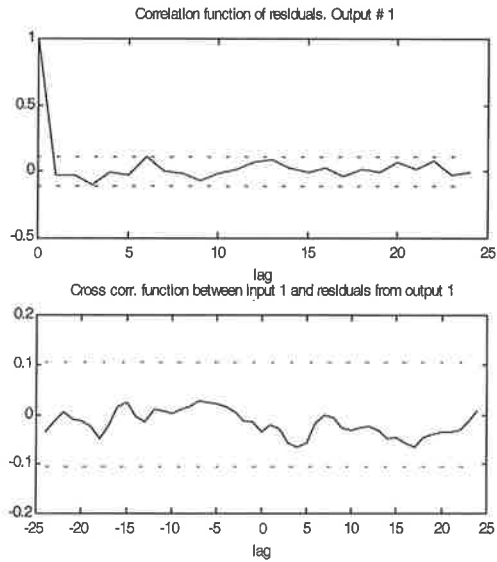 Correlation function of residuals. Output # 1
1
0.5
0
-0.5
0 5 10 15 20 25
lag
Cross corr. function between input 1 and residuals from output 1
0.2
0.1
0
-0.1
-0.2
-25 -20 -15 -10 -5 0 5 10 15 20 25
lag